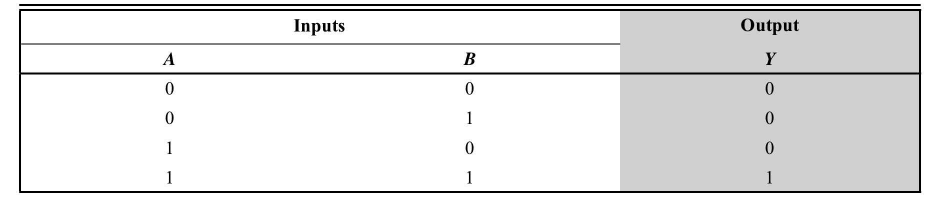 Inputs Output
A B Y
0 0 0
0 1 0
1 0 0
1 1 1